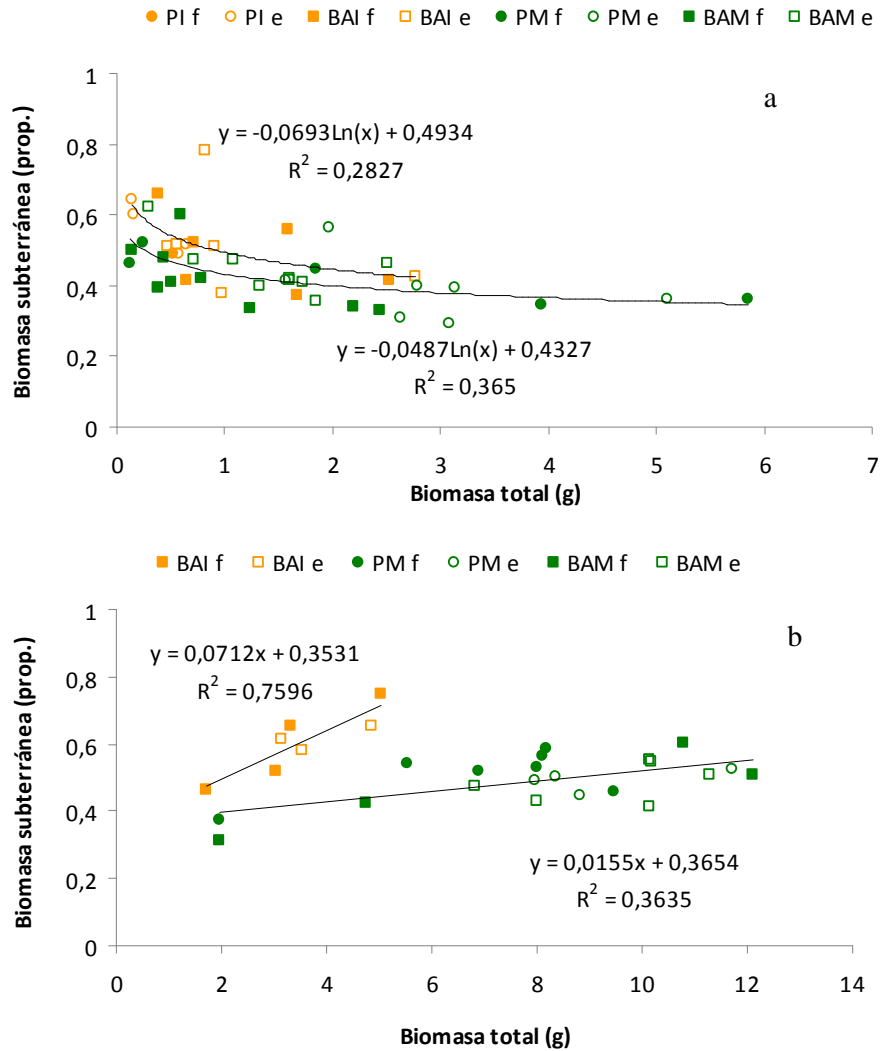 PI f PI e BAI f BAI e PM f PM e BAM f BAM e
a
Biomasa subterránea (prop.)
1
0,8
0,6
0,4
0,2
0
y = -0,0693Ln(x) + 0,4934
R² = 0,2827
y = -0,0487Ln(x) + 0,4327
R² = 0,365
0 1 2 3 4 5 6 7
Biomasa total (g)
BAI f BAI e PM f PM e BAM f BAM e
b
Biomasa subterránea (prop.)
1
0,8
0,6
0,4
0,2
0
y = 0,0712x + 0,3531
R² = 0,7596
y = 0,0155x + 0,3654
R² = 0,3635
0 2 4 6 8 10 12 14
Biomasa total (g)